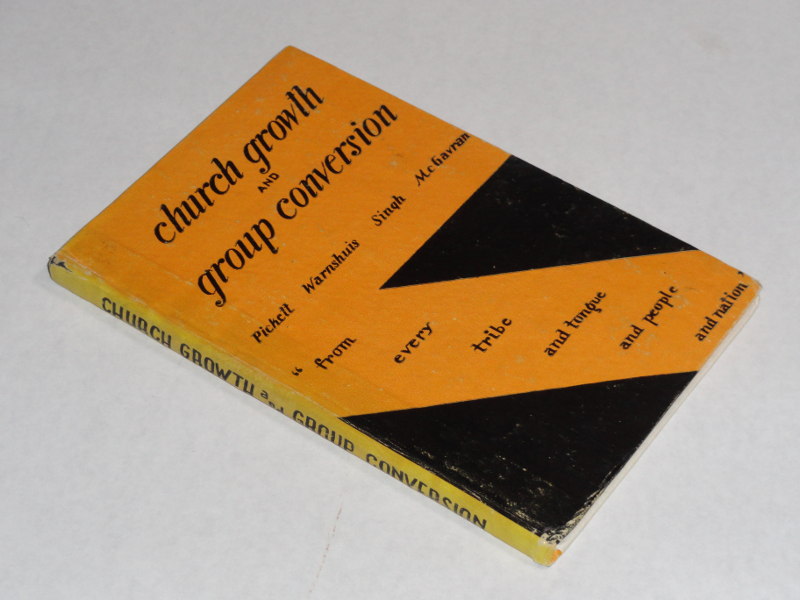 church growth
AND
group conversion
Pickett Warnshuis Singh McGavran
“ from every tribe and tongue and people and nation ”
CHURCH GROWTH and GROUP CONVERSION